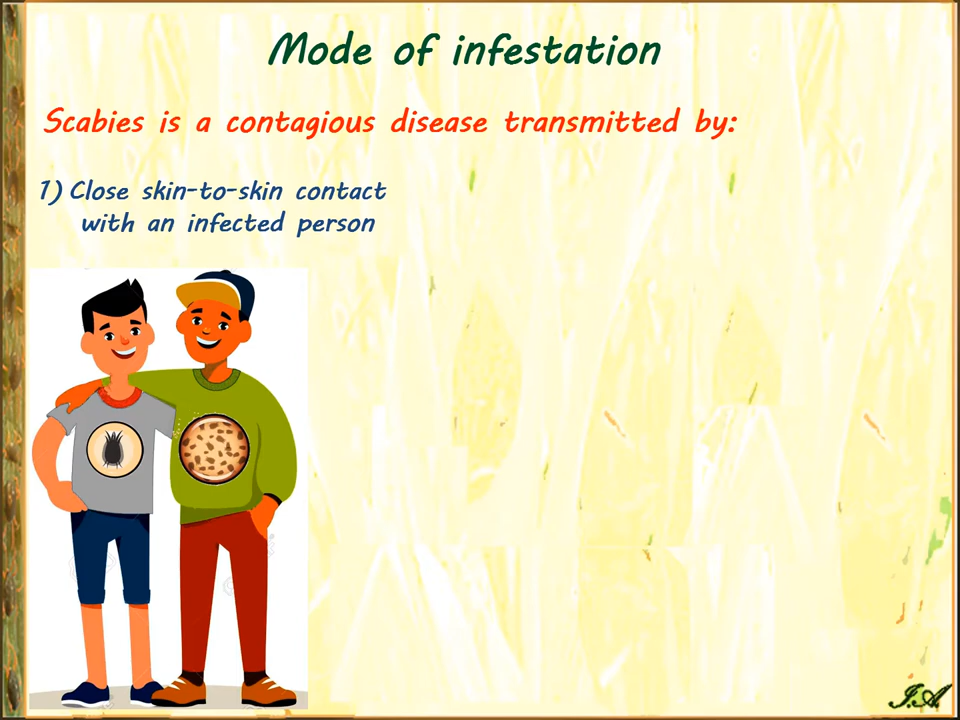 Mode of infestation
Scabies is a contagious disease transmitted by:
1) Close skin-to-skin contact
with an infected person
J.A.